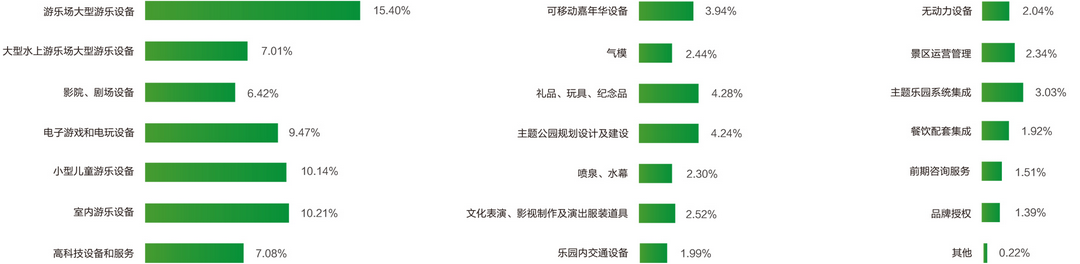 游乐场大型游乐设备 15.40%
大型水上游乐场大型游乐设备 7.01%
影院、剧场设备 6.42%
电子游戏和电玩设备 9.47%
小型儿童游乐设备 10.14%
室内游乐设备 10.21%
高科技设备和服务 7.08%
可移动嘉年华设备 3.94%
气模 2.44%
礼品、玩具、纪念品 4.28%
主题公园规划设计及建设 4.24%
喷泉、水幕 2.30%
文化表演、影视制作及演出服装道具 2.52%
乐园内交通设备 1.99%
无动力设备 2.04%
景区运营管理 2.34%
主题乐园系统集成 3.03%
餐饮配套集成 1.92%
前期咨询服务 1.51%
品牌授权 1.39%
其他 0.22%